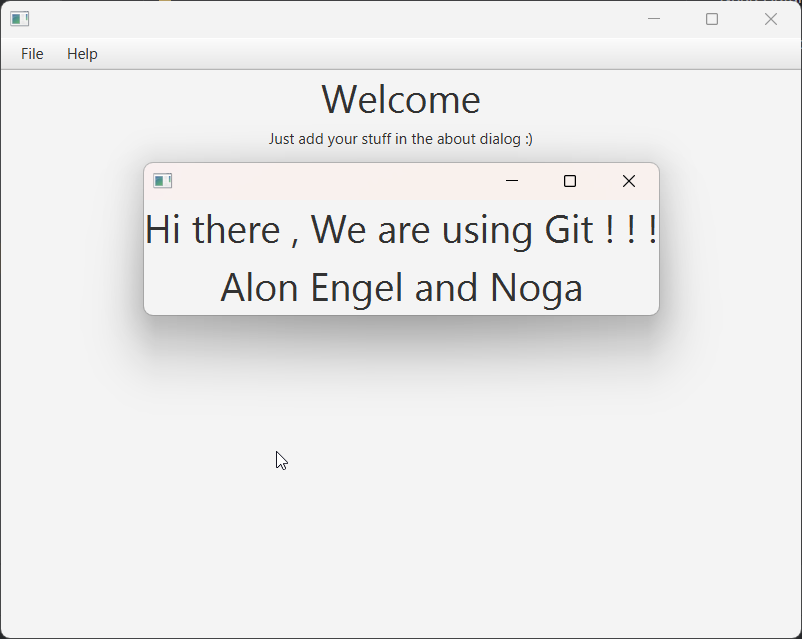 File Help
Welcome
Just add your stuff in the about dialog :)
Hi there , We are using Git ! ! !
Alon Engel and Noga